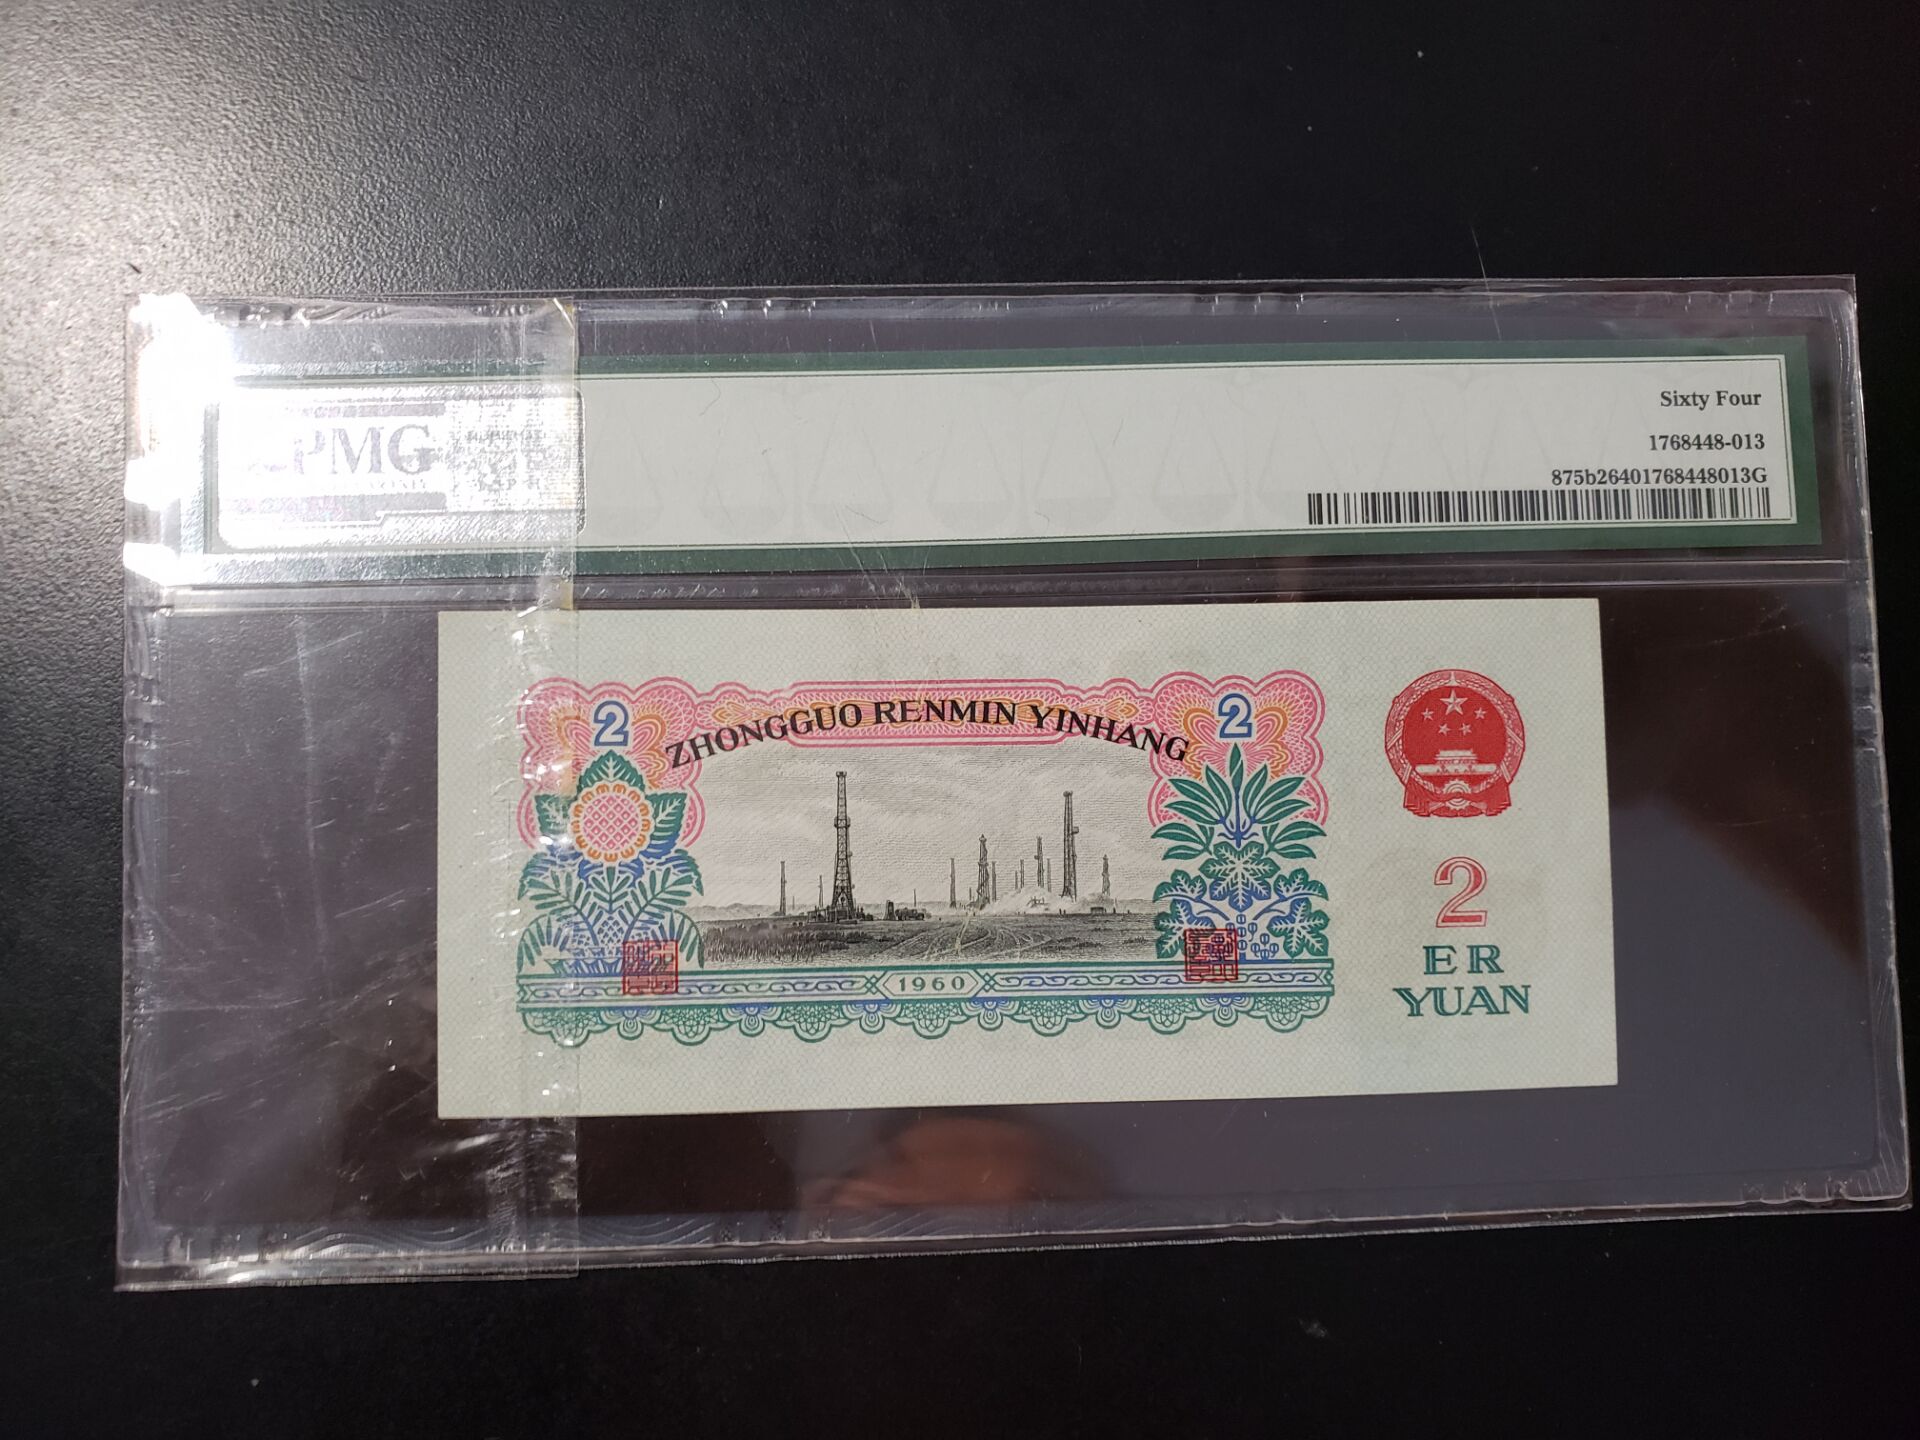 PMG
Sixty Four
1768448-013
875b26401768448013G
2
ZHONGGUO RENMIN YINHANG
2
1960
2
ER
YUAN